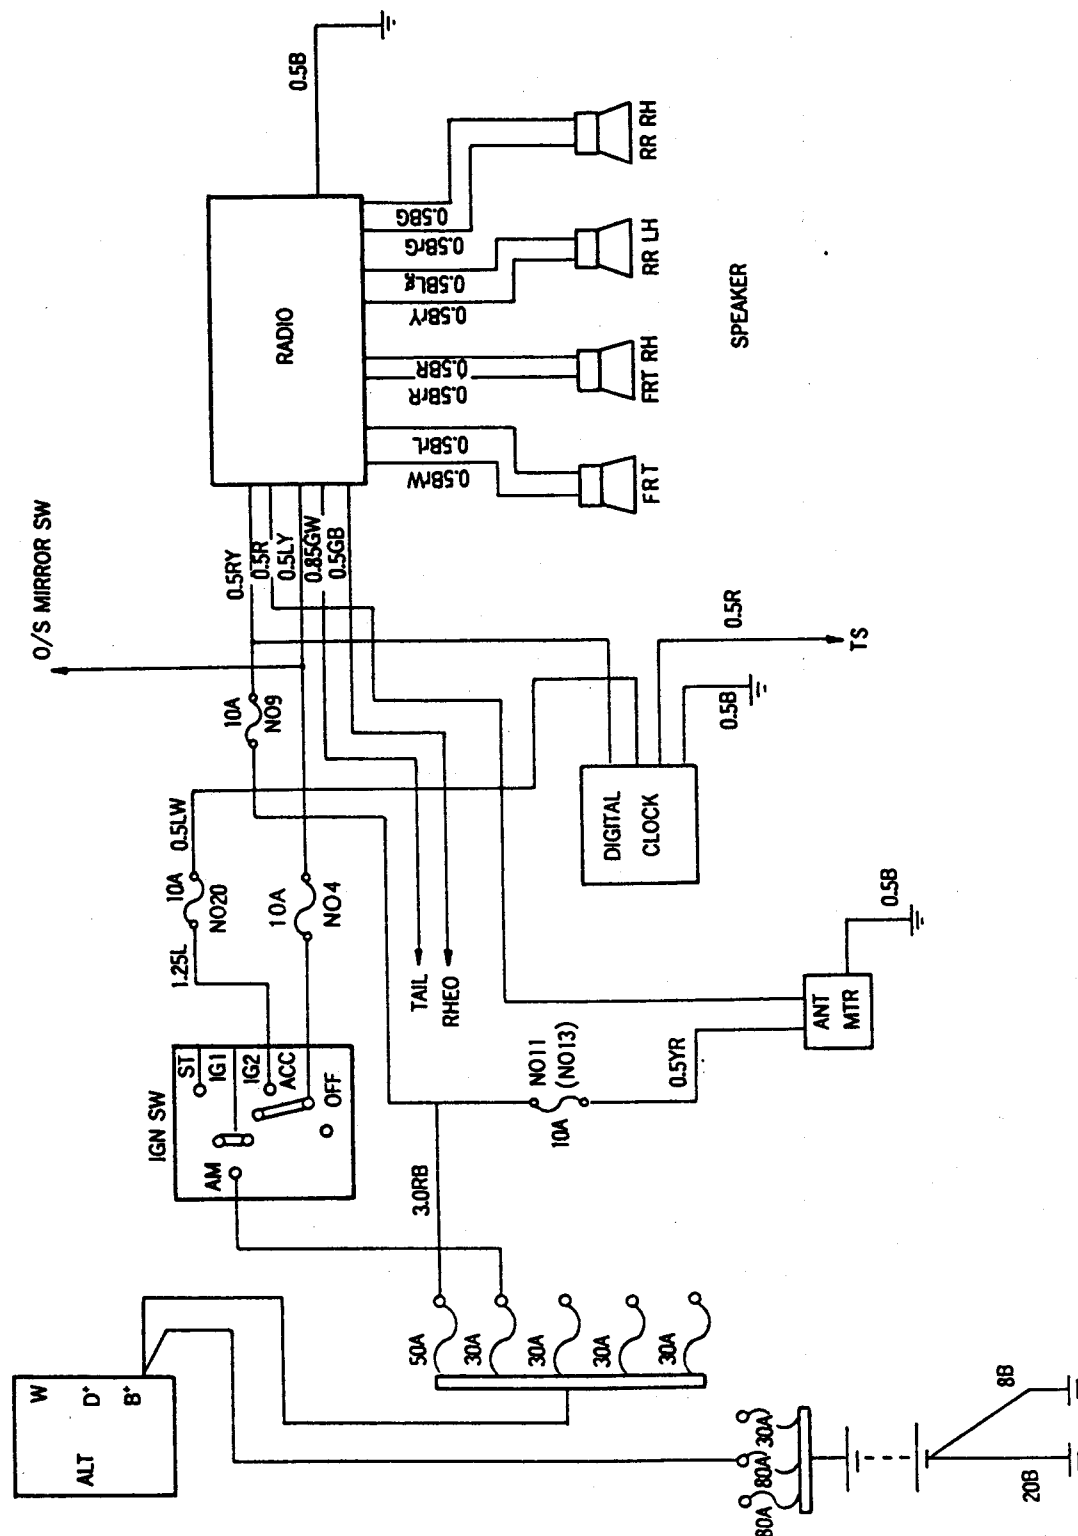 ALT
W
D+
B+
IGN SW
AM
ST
IG1
IG2
ACC
OFF
1.25L
10A
NO20
0.5LW
10A
NO4
10A
NO9
O/S MIRROR SW
0.5RY
0.5R
0.5LY
0.85GW
0.5GB
RADIO
0.5B
TAIL
RHEO
50A
30A
30A
30A
30A
3.0RB
10A
NO11
(NO13)
0.5YR
ANT
MTR
0.5B
DIGITAL
CLOCK
0.5B
0.5R
TS
0.5BrW
0.5BrL
0.5BrR
0.5BR
0.5BrY
0.5BLg
0.5BrG
0.5BG
FRT
FRT RH
RR LH
RR RH
SPEAKER
80A
80A
30A
20B
8B